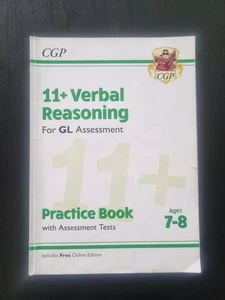 CGP
CGP
11+ Verbal
Reasoning
For GL Assessment
11+
Practice Book
with Assessment Tests
Ages
7-8
Includes Free Online Edition